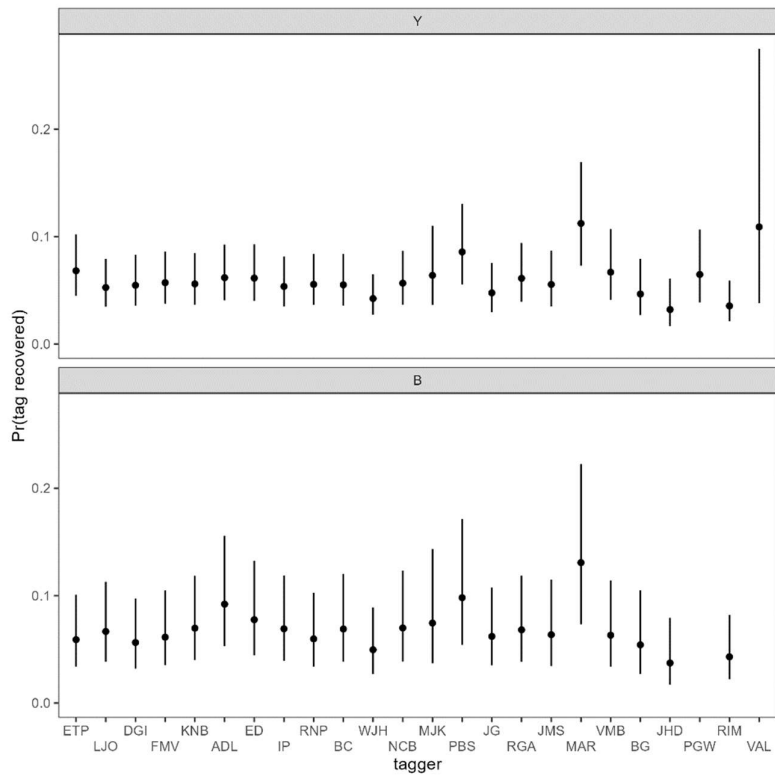 Y
0.2
0.1
0.0
B
0.2
0.1
0.0
Pr(tag recovered)
ETP DGI KNB ED RNP WJH MJK JG JMS VMB JHD RIM
LJO FMV ADL IP BC NCB PBS RGA MAR BG PGW VAL
tagger